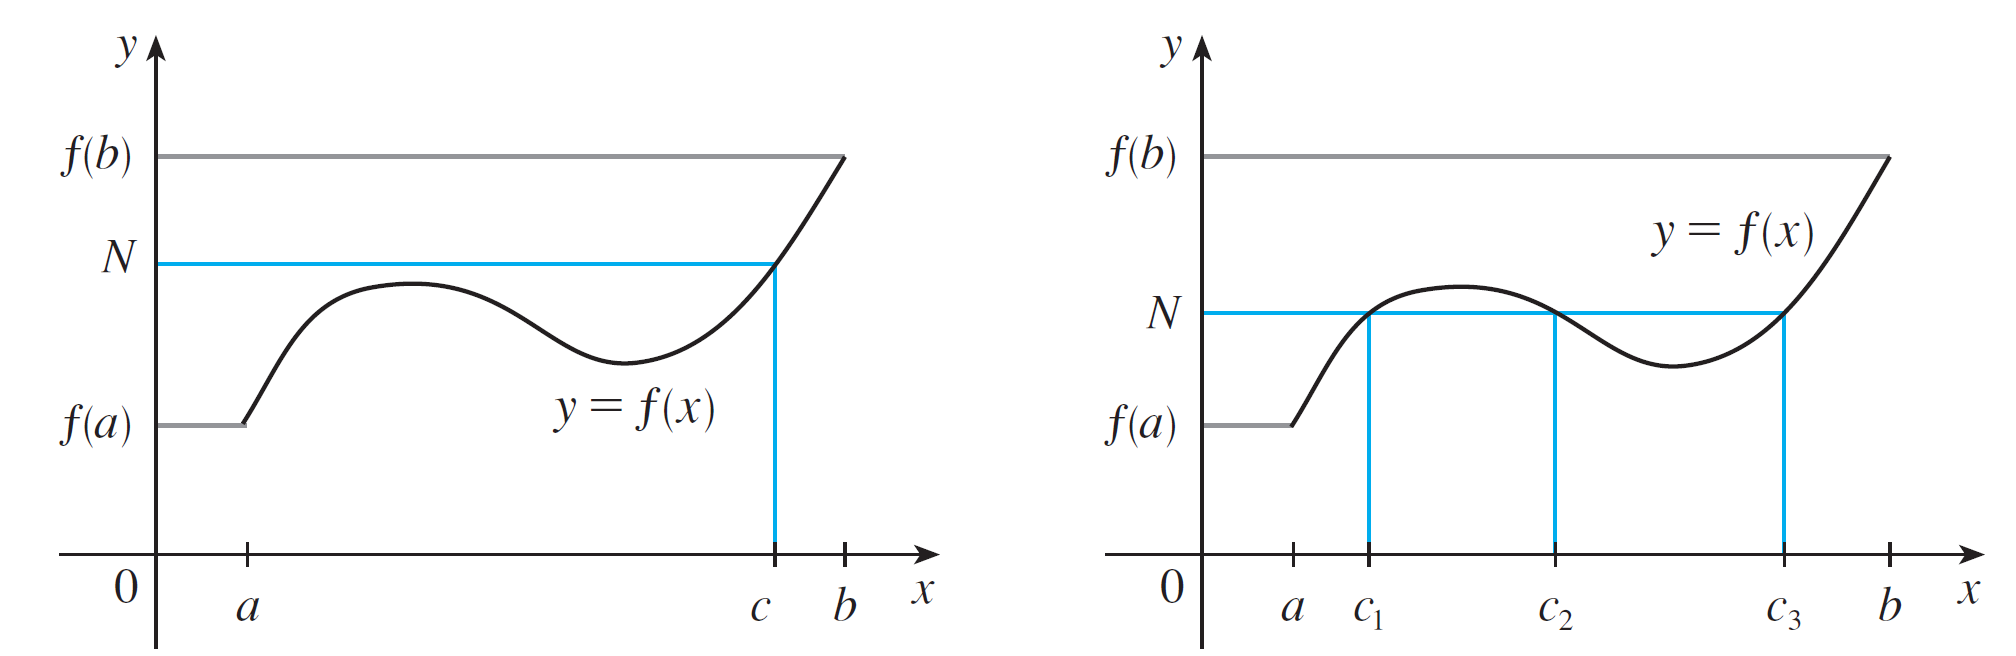 y
f(b)
N
f(a)
y = f(x)
0
a
c
b
x
y
f(b)
y = f(x)
N
f(a)
0
a
c₁
c₂
c₃
b
x